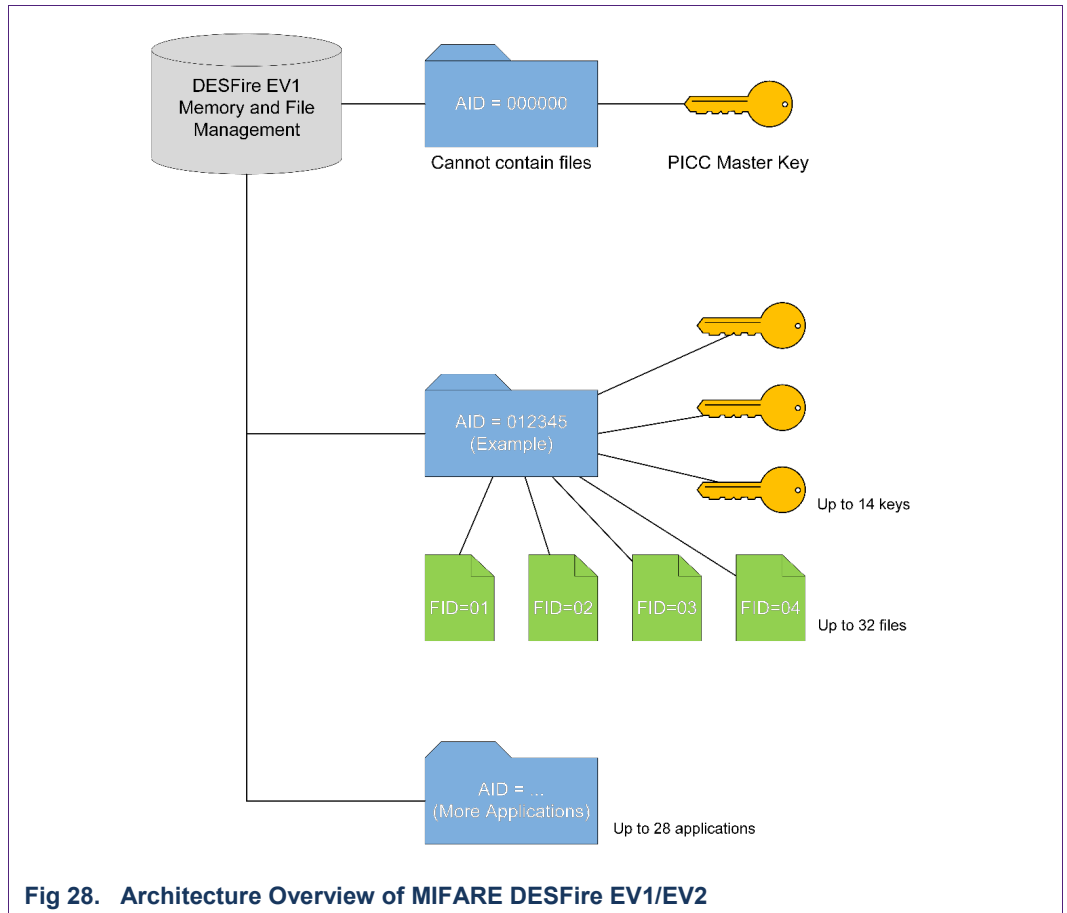 DESFire EV1
Memory and File
Management
AID = 000000
Cannot contain files
PICC Master Key
AID = 012345
(Example)
Up to 14 keys
FID=01
FID=02
FID=03
FID=04
Up to 32 files
AID = ...
(More Applications)
Up to 28 applications
Fig 28. Architecture Overview of MIFARE DESFire EV1/EV2